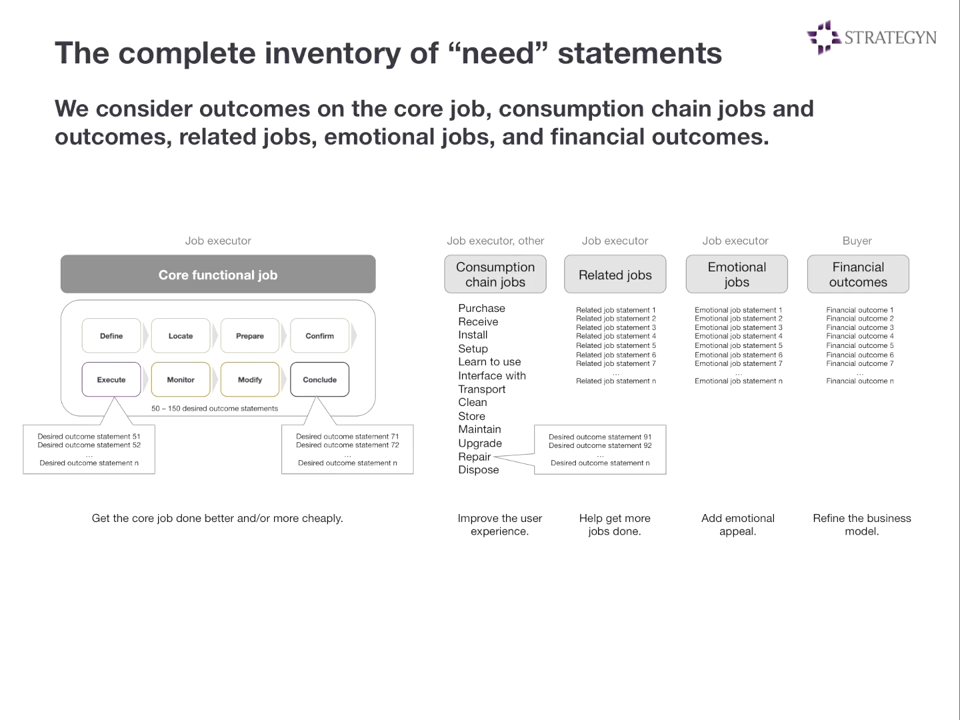 The complete inventory of “need” statements
STRATEGYN
We consider outcomes on the core job, consumption chain jobs and
outcomes, related jobs, emotional jobs, and financial outcomes.
Job executor
Core functional job
Define
Locate
Prepare
Confirm
Execute
Monitor
Modify
Conclude
50 – 150 desired outcome statements
Desired outcome statement 51
Desired outcome statement 52
...
Desired outcome statement n
Desired outcome statement 71
Desired outcome statement 72
...
Desired outcome statement n
Get the core job done better and/or more cheaply.
Job executor, other
Consumption
chain jobs
Purchase
Receive
Install
Setup
Learn to use
Interface with
Transport
Clean
Store
Maintain
Upgrade
Repair
Dispose
Desired outcome statement 91
Desired outcome statement 92
...
Desired outcome statement n
Improve the user
experience.
Job executor
Related jobs
Related job statement 1
Related job statement 2
Related job statement 3
Related job statement 4
Related job statement 5
Related job statement 6
Related job statement 7
...
Related job statement n
Help get more
jobs done.
Job executor
Emotional
jobs
Emotional job statement 1
Emotional job statement 2
Emotional job statement 3
Emotional job statement 4
Emotional job statement 5
Emotional job statement 6
Emotional job statement 7
...
Emotional job statement n
Add emotional
appeal.
Buyer
Financial
outcomes
Financial outcome 1
Financial outcome 2
Financial outcome 3
Financial outcome 4
Financial outcome 5
Financial outcome 6
Financial outcome 7
...
Financial outcome n
Refine the business
model.